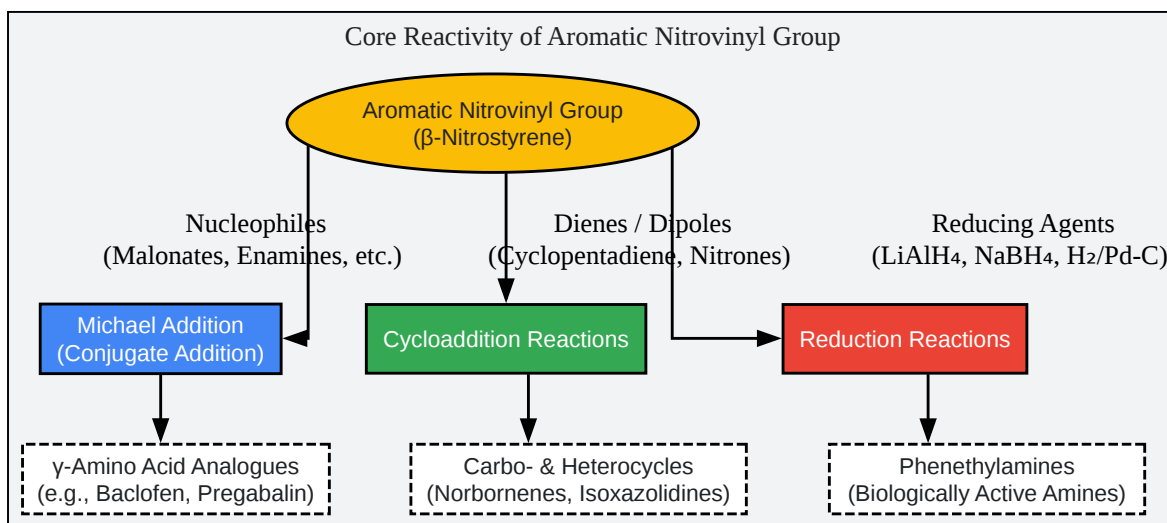 Core Reactivity of Aromatic Nitrovinyl Group
Aromatic Nitrovinyl Group
(β-Nitrostyrene)
Nucleophiles
(Malonates, Enamines, etc.)
Dienes / Dipoles
(Cyclopentadiene, Nitrones)
Reducing Agents
(LiAlH₄, NaBH₄, H₂/Pd-C)
Michael Addition
(Conjugate Addition)
Cycloaddition Reactions
Reduction Reactions
γ-Amino Acid Analogues
(e.g., Baclofen, Pregabalin)
Carbo- & Heterocycles
(Norbornenes, Isoxazolidines)
Phenethylamines
(Biologically Active Amines)